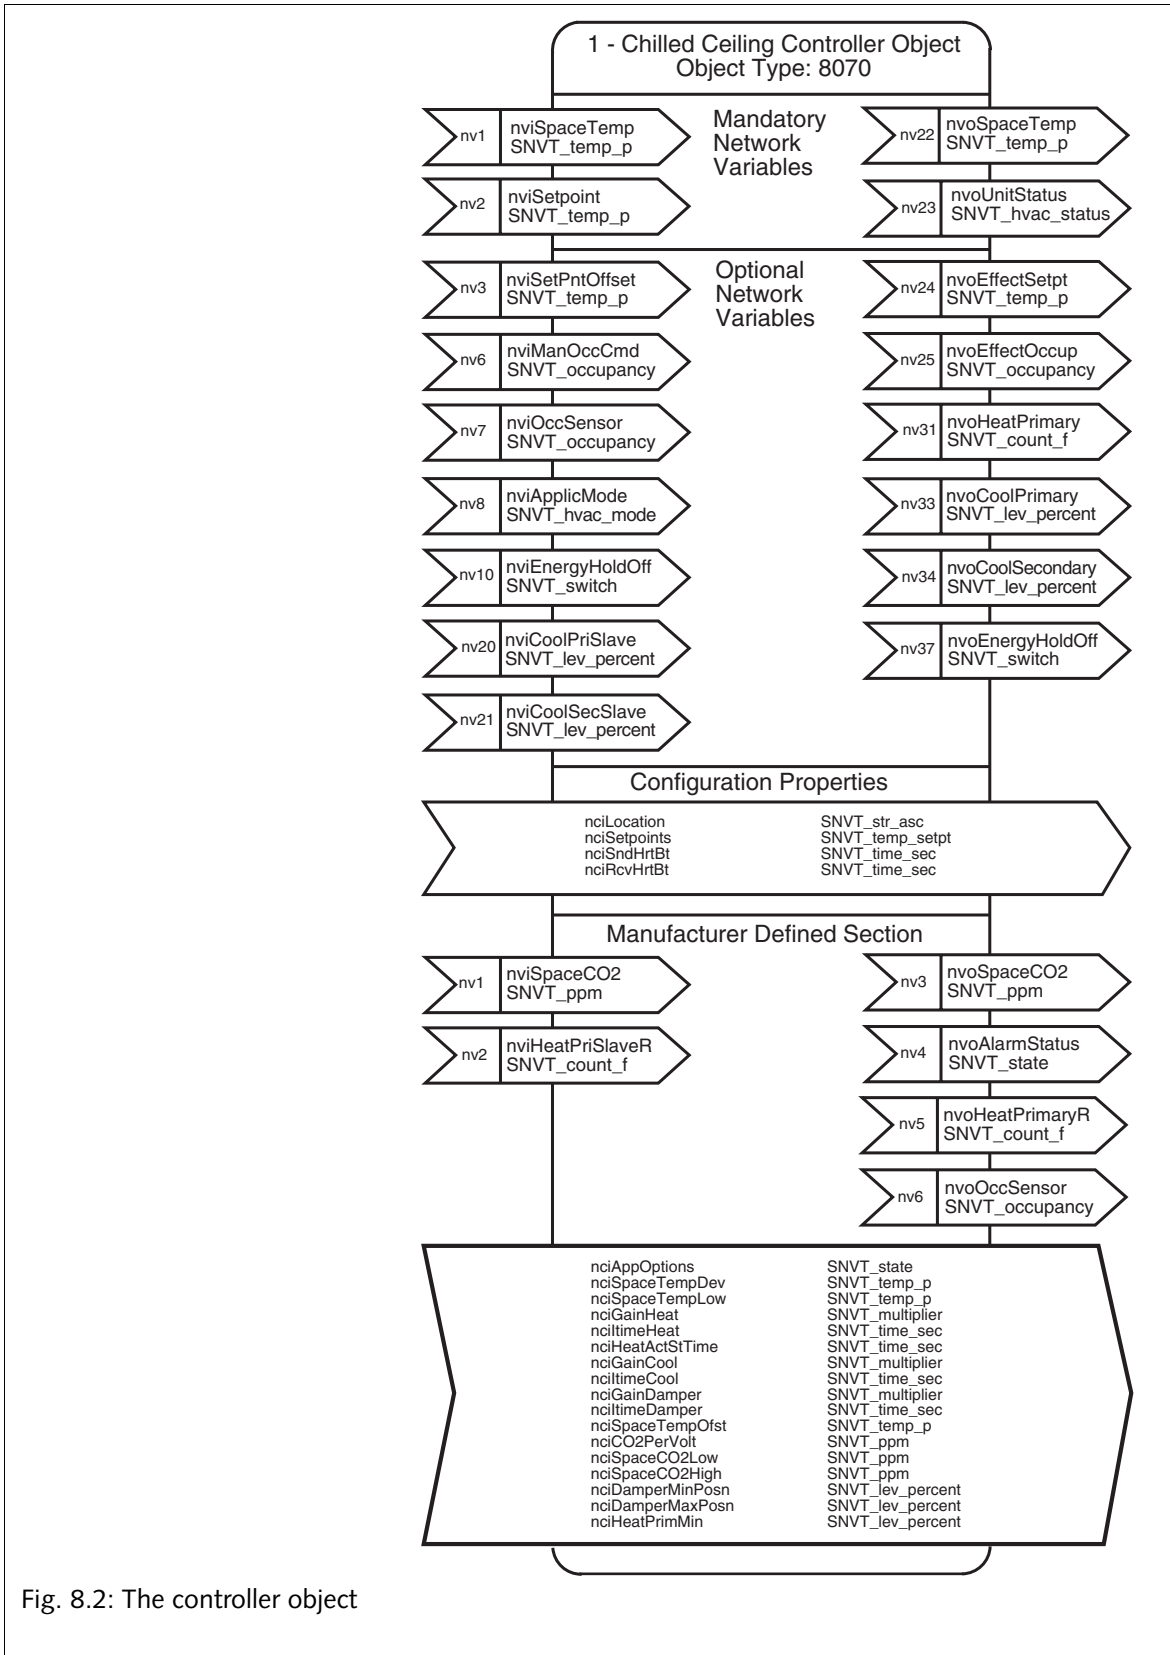 1 - Chilled Ceiling Controller Object
Object Type: 8070
Mandatory
Network
Variables
nv1
nviSpaceTemp
SNVT_temp_p
nv22
nvoSpaceTemp
SNVT_temp_p
nv2
nviSetpoint
SNVT_temp_p
nv23
nvoUnitStatus
SNVT_hvac_status
Optional
Network
Variables
nv3
nviSetPntOffset
SNVT_temp_p
nv24
nvoEffectSetpt
SNVT_temp_p
nv6
nviManOccCmd
SNVT_occupancy
nv25
nvoEffectOccup
SNVT_occupancy
nv7
nviOccSensor
SNVT_occupancy
nv31
nvoHeatPrimary
SNVT_count_f
nv8
nviApplicMode
SNVT_hvac_mode
nv33
nvoCoolPrimary
SNVT_lev_percent
nv10
nviEnergyHoldOff
SNVT_switch
nv34
nvoCoolSecondary
SNVT_lev_percent
nv20
nviCoolPriSlave
SNVT_lev_percent
nv37
nvoEnergyHoldOff
SNVT_switch
nv21
nviCoolSecSlave
SNVT_lev_percent
Configuration Properties
nciLocation SNVT_str_asc
nciSetpoints SNVT_temp_setpt
nciSndHrtBt SNVT_time_sec
nciRcvHrtBt SNVT_time_sec
Manufacturer Defined Section
nv1
nviSpaceCO2
SNVT_ppm
nv3
nvoSpaceCO2
SNVT_ppm
nv2
nviHeatPriSlaveR
SNVT_count_f
nv4
nvoAlarmStatus
SNVT_state
nv5
nvoHeatPrimaryR
SNVT_count_f
nv6
nvoOccSensor
SNVT_occupancy
nciAppOptions SNVT_state
nciSpaceTempDev SNVT_temp_p
nciSpaceTempLow SNVT_temp_p
nciGainHeat SNVT_multiplier
nciItimeHeat SNVT_time_sec
nciHeatActStTime SNVT_time_sec
nciGainCool SNVT_multiplier
nciItimeCool SNVT_time_sec
nciGainDamper SNVT_multiplier
nciItimeDamper SNVT_time_sec
nciSpaceTempOfst SNVT_temp_p
nciCO2PerVolt SNVT_ppm
nciSpaceCO2Low SNVT_ppm
nciSpaceCO2High SNVT_ppm
nciDamperMinPosn SNVT_lev_percent
nciDamperMaxPosn SNVT_lev_percent
nciHeatPrimMin SNVT_lev_percent
Fig. 8.2: The controller object